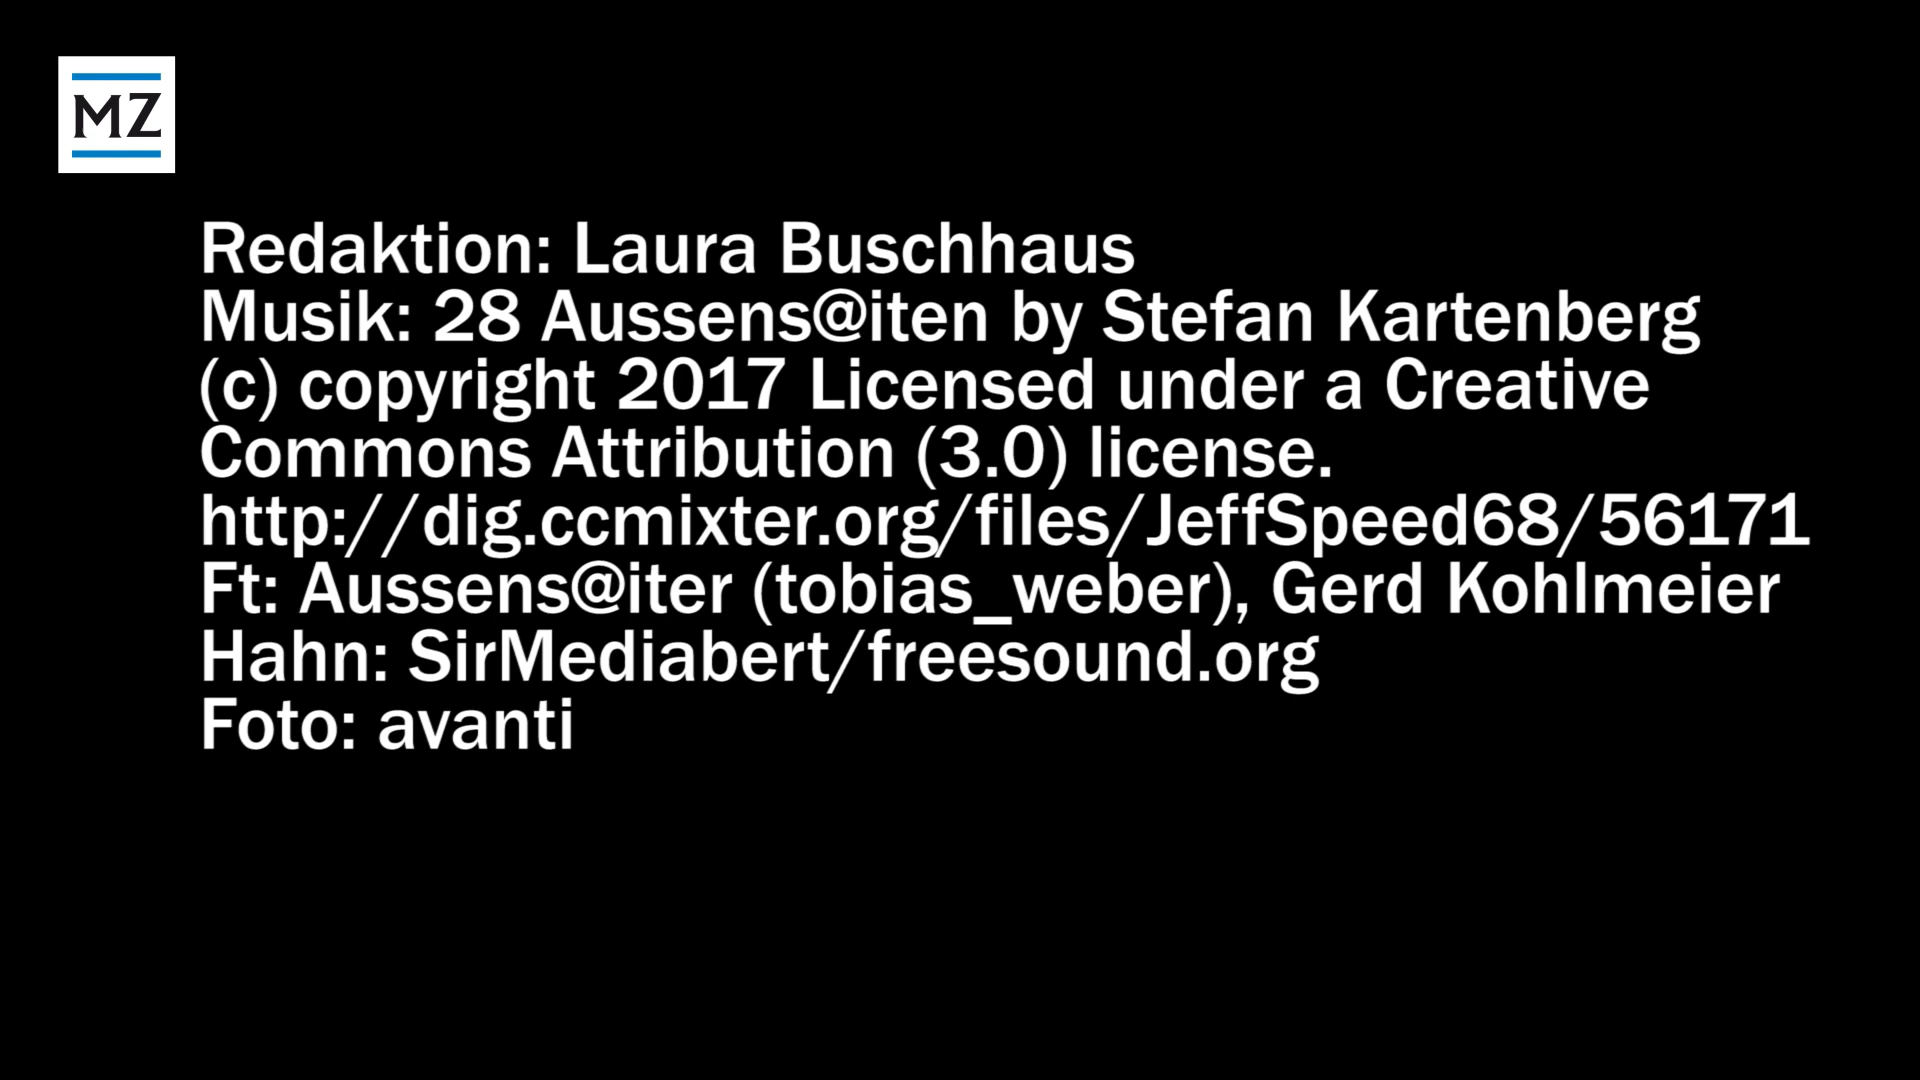 MZ
Redaktion: Laura Buschhaus
Musik: 28 Aussens@iten by Stefan Kartenberg
(c) copyright 2017 Licensed under a Creative
Commons Attribution (3.0) license.
http://dig.ccmixter.org/files/JeffSpeed68/56171
Ft: Aussens@iter (tobias_weber), Gerd Kohlmeier
Hahn: SirMediabert/freesound.org
Foto: avanti